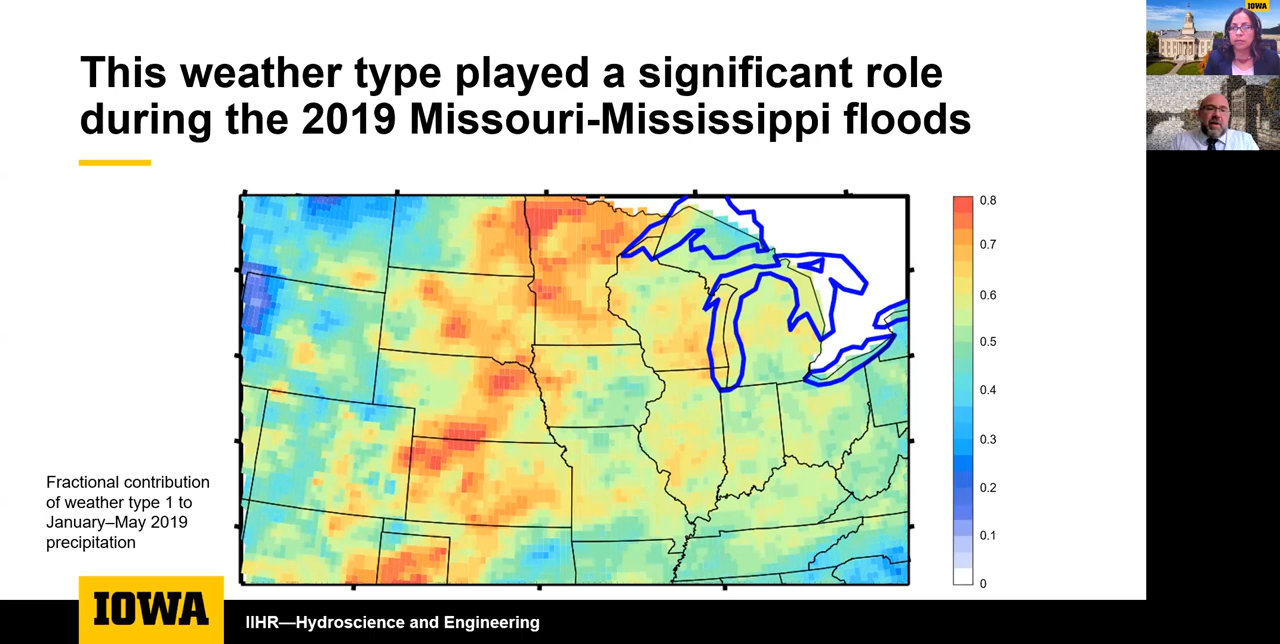 This weather type played a significant role
during the 2019 Missouri-Mississippi floods
0.8
0.7
0.6
0.5
0.4
0.3
0.2
0.1
0
Fractional contribution
of weather type 1 to
January–May 2019
precipitation
IOWA
IIHR—Hydroscience and Engineering
IOWA